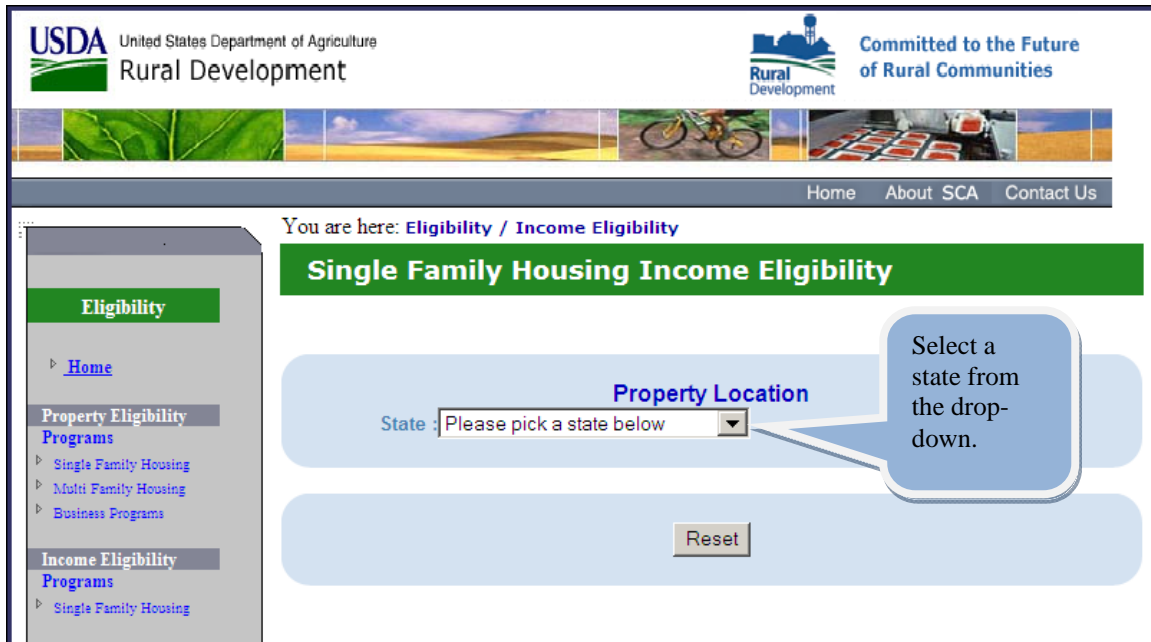 USDA United States Department of Agriculture
Rural Development
Rural
Development
Committed to the Future
of Rural Communities
Home About SCA Contact Us
You are here: Eligibility / Income Eligibility
Single Family Housing Income Eligibility
Eligibility
Home
Property Eligibility
Programs
Single Family Housing
Multi Family Housing
Business Programs
Income Eligibility
Programs
Single Family Housing
Property Location
State : Please pick a state below
Select a
state from
the drop-
down.
Reset